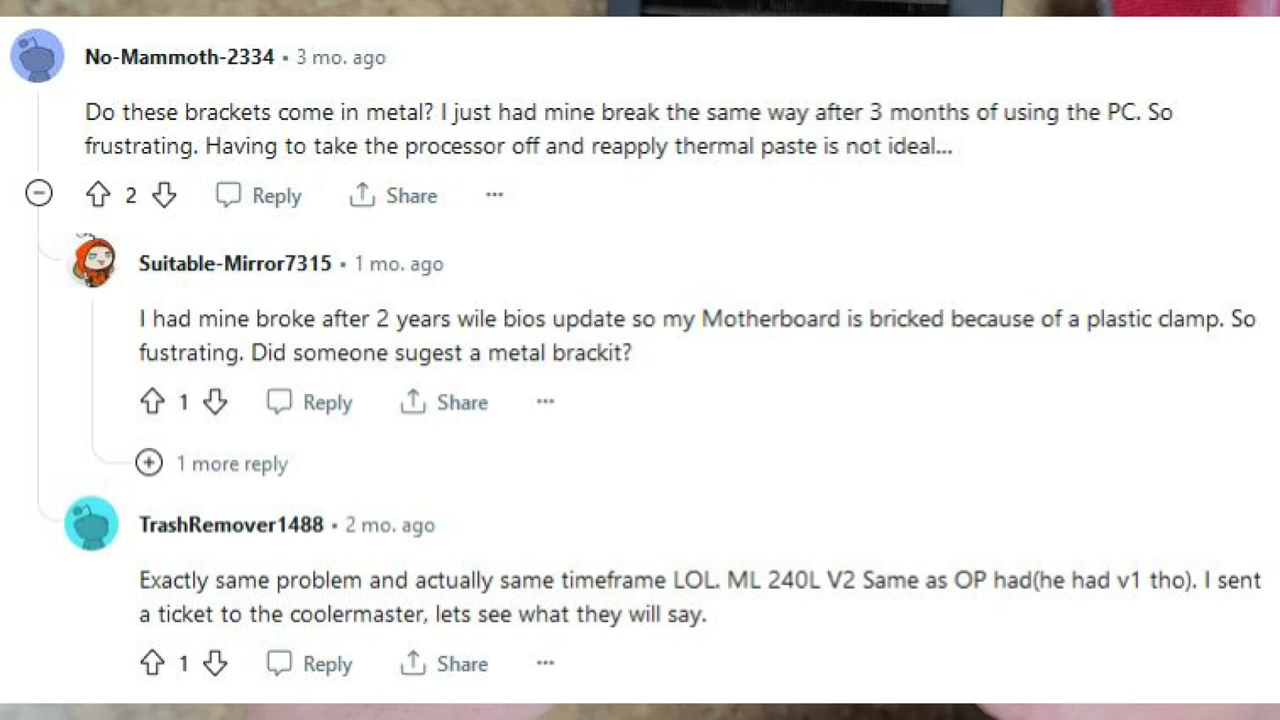 No-Mammoth-2334 • 3 mo. ago
Do these brackets come in metal? I just had mine break the same way after 3 months of using the PC. So
frustrating. Having to take the processor off and reapply thermal paste is not ideal...
2 Reply Share ...
Suitable-Mirror7315 • 1 mo. ago
I had mine broke after 2 years wile bios update so my Motherboard is bricked because of a plastic clamp. So
fustrating. Did someone sugest a metal brackit?
1 Reply Share ...
1 more reply
TrashRemover1488 • 2 mo. ago
Exactly same problem and actually same timeframe LOL. ML 240L V2 Same as OP had(he had v1 tho). I sent
a ticket to the coolermaster, lets see what they will say.
1 Reply Share ...